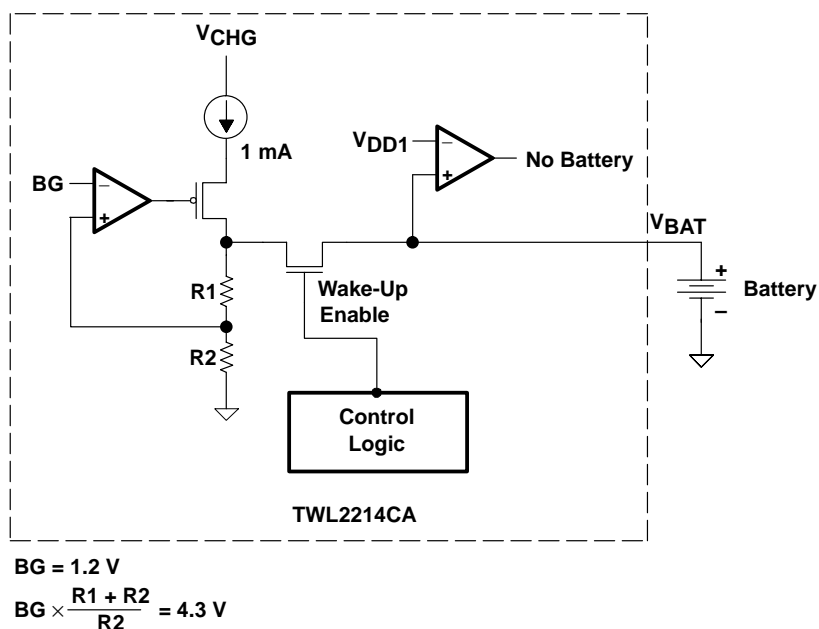 VCHG
1 mA
VDD1
−
+
No Battery
BG
−
+
VBAT
R1
Wake-Up
Enable
+
−
Battery
R2
Control
Logic
TWL2214CA
BG = 1.2 V
BG × R1 + R2 / R2 = 4.3 V